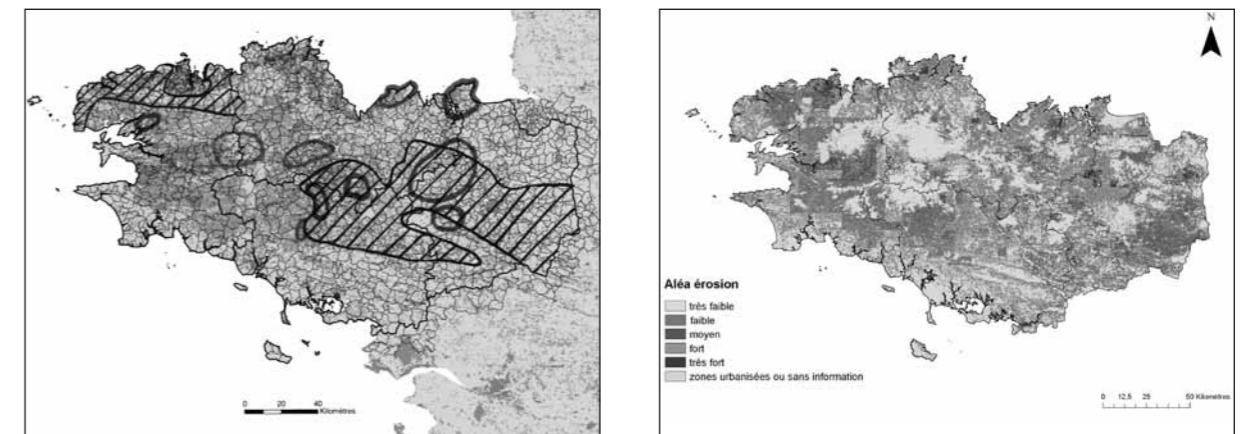 0 20 40
Kilomètres
N
Aléa érosion
très faible
faible
moyen
fort
très fort
zones urbanisées ou sans information
0 12,5 25 50 Kilomètres